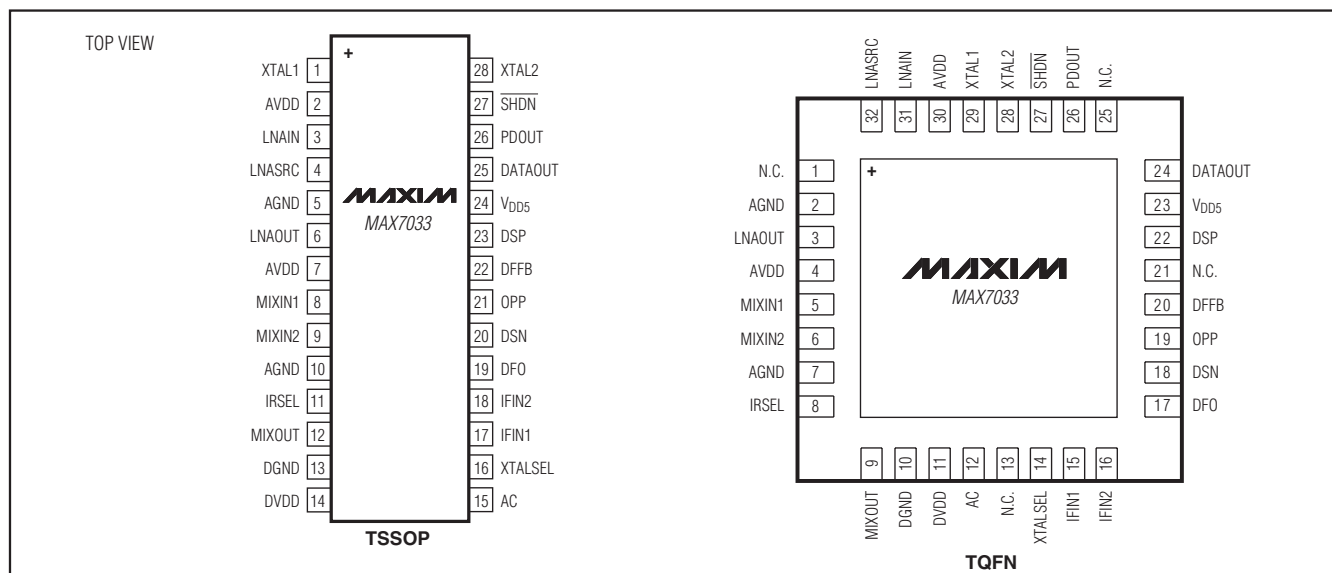 TOP VIEW
+
XTAL1 1
AVDD 2
LNAIN 3
LNASRC 4
AGND 5
LNAOUT 6
AVDD 7
MIXIN1 8
MIXIN2 9
AGND 10
IRSEL 11
MIXOUT 12
DGND 13
DVDD 14
MAXIM
MAX7033
28 XTAL2
27 SHDN
26 PDOUT
25 DATAOUT
24 VDD5
23 DSP
22 DFFB
21 OPP
20 DSN
19 DFO
18 IFIN2
17 IFIN1
16 XTALSEL
15 AC
TSSOP
LNASRC 32
LNAIN 31
AVDD 30
XTAL1 29
XTAL2 28
SHDN 27
PDOUT 26
N.C. 25
N.C. 1
AGND 2
LNAOUT 3
AVDD 4
MIXIN1 5
MIXIN2 6
AGND 7
IRSEL 8
+
MAXIM
MAX7033
24 DATAOUT
23 VDD5
22 DSP
21 N.C.
20 DFFB
19 OPP
18 DSN
17 DFO
9 MIXOUT
10 DGND
11 DVDD
12 AC
13 N.C.
14 XTALSEL
15 IFIN1
16 IFIN2
TQFN